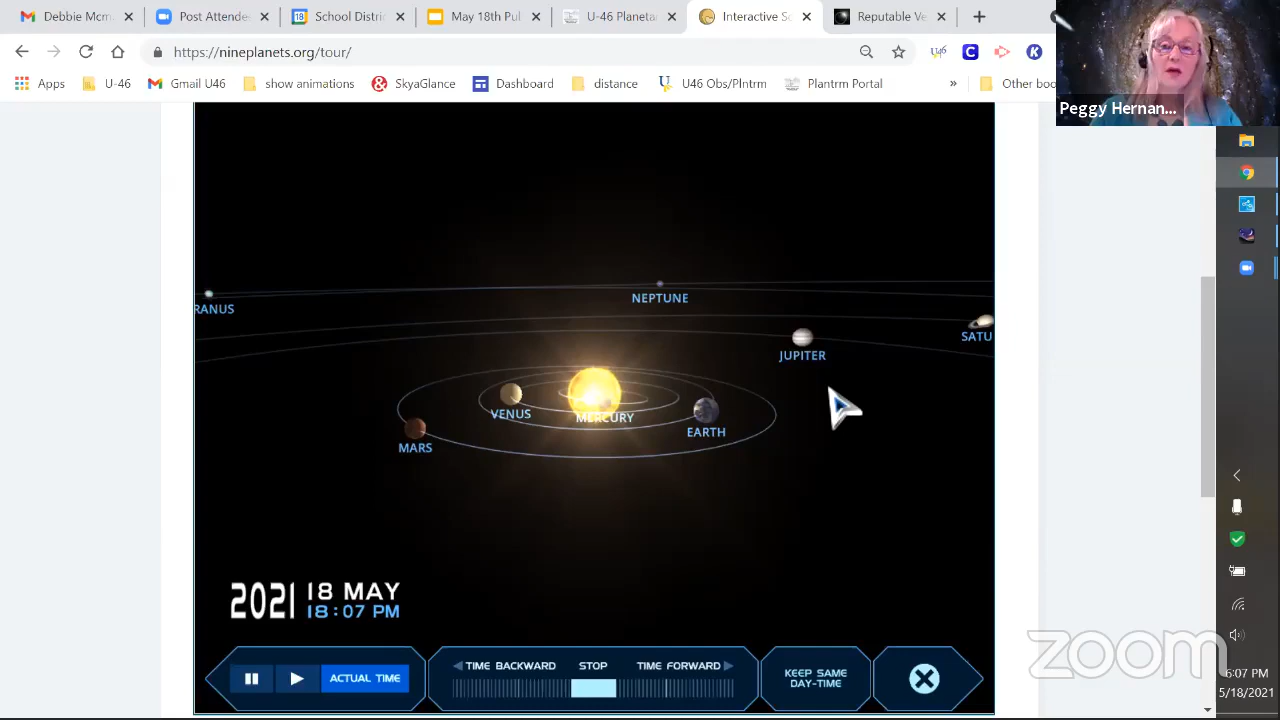 Debbie Mcm
Post Attende
School Distric
May 18th Pul
U-46 Planeta
Interactive So
Reputable Ve
https://nineplanets.org/tour/
Apps
U-46
Gmail U46
show animations
SkyaGlance
Dashboard
distance
U46.Obs/Plntrm
Plantrm Portal
»
Other boo
Peggy Hernan...
NEPTUNE
RANUS
SATU
JUPITER
VENUS
MERCURY
EARTH
MARS
2021 18 MAY
18:07 PM
ACTUAL TIME
TIME BACKWARD STOP TIME FORWARD
KEEP SAME
DAY-TIME
zoom
6:07 PM
5/18/2021